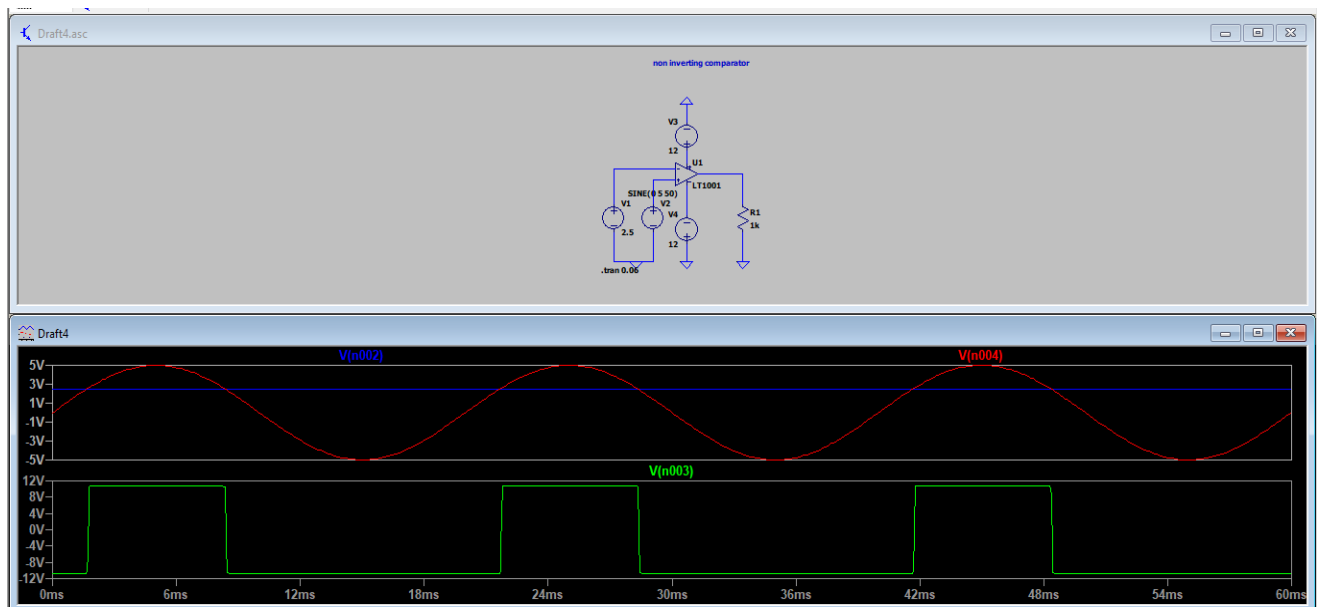 Draft4.asc
non inverting comparator
V3
12
U1
LT1001
SINE(0 5 50)
V1
V2
2.5
V4
12
R1
1k
.tran 0.06
Draft4
V(n002)
V(n004)
5V
3V
1V
-1V
-3V
-5V
V(n003)
12V
8V
4V
0V
-4V
-8V
-12V
0ms 6ms 12ms 18ms 24ms 30ms 36ms 42ms 48ms 54ms 60ms